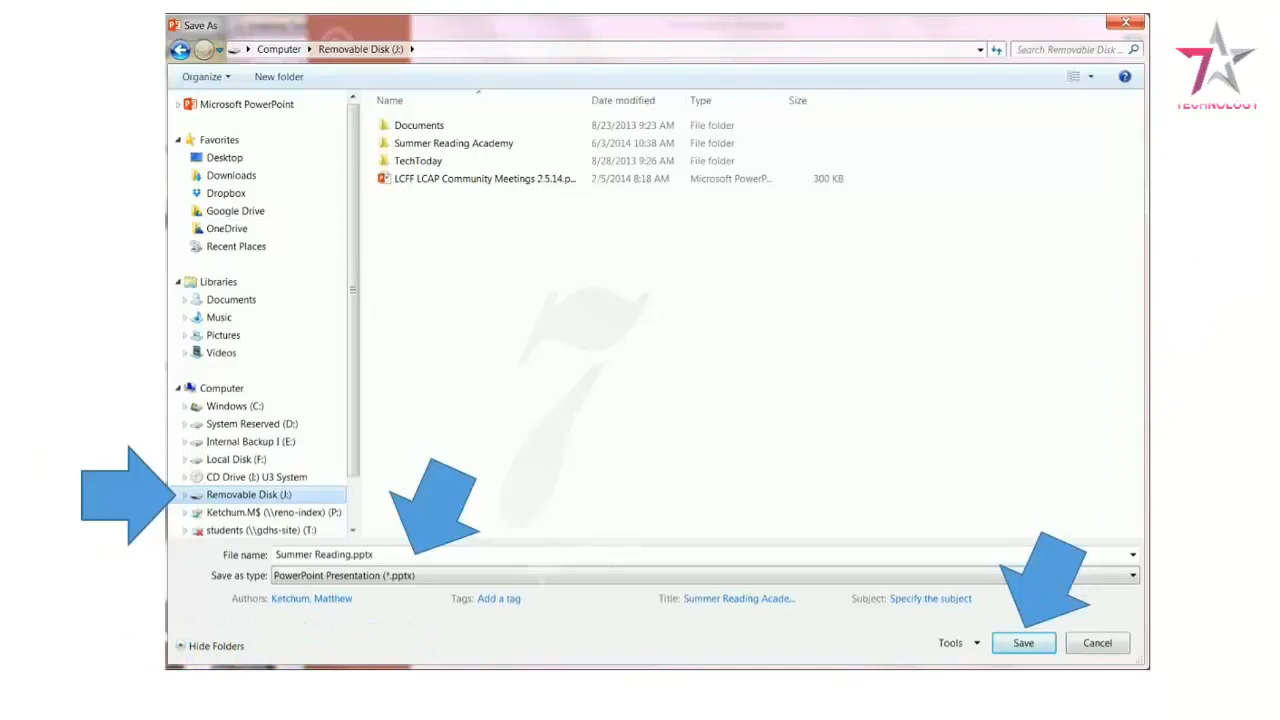 Save As
Computer Removable Disk (J:)
Search Removable Disk ...
Organize New folder
Microsoft PowerPoint
Favorites
Desktop
Downloads
Dropbox
Google Drive
OneDrive
Recent Places
Libraries
Documents
Music
Pictures
Videos
Computer
Windows (C:)
System Reserved (D:)
Internal Backup I (E:)
Local Disk (F:)
CD Drive (I:) U3 System
Removable Disk (J:)
Ketchum.M$ (\\reno-index) (P:)
students (\\gdhs-site) (T:)
Name Date modified Type Size
Documents 8/23/2013 9:23 AM File folder
Summer Reading Academy 6/3/2014 10:38 AM File folder
TechToday 8/28/2013 9:26 AM File folder
LCFF LCAP Community Meetings 2.5.14.p... 2/5/2014 8:18 AM Microsoft PowerP... 300 KB
File name: Summer Reading.pptx
Save as type: PowerPoint Presentation (*.pptx)
Authors: Ketchum, Matthew Tags: Add a tag Title: Summer Reading Acade... Subject: Specify the subject
Hide Folders Tools Save Cancel
7
TECHNOLOGY
7